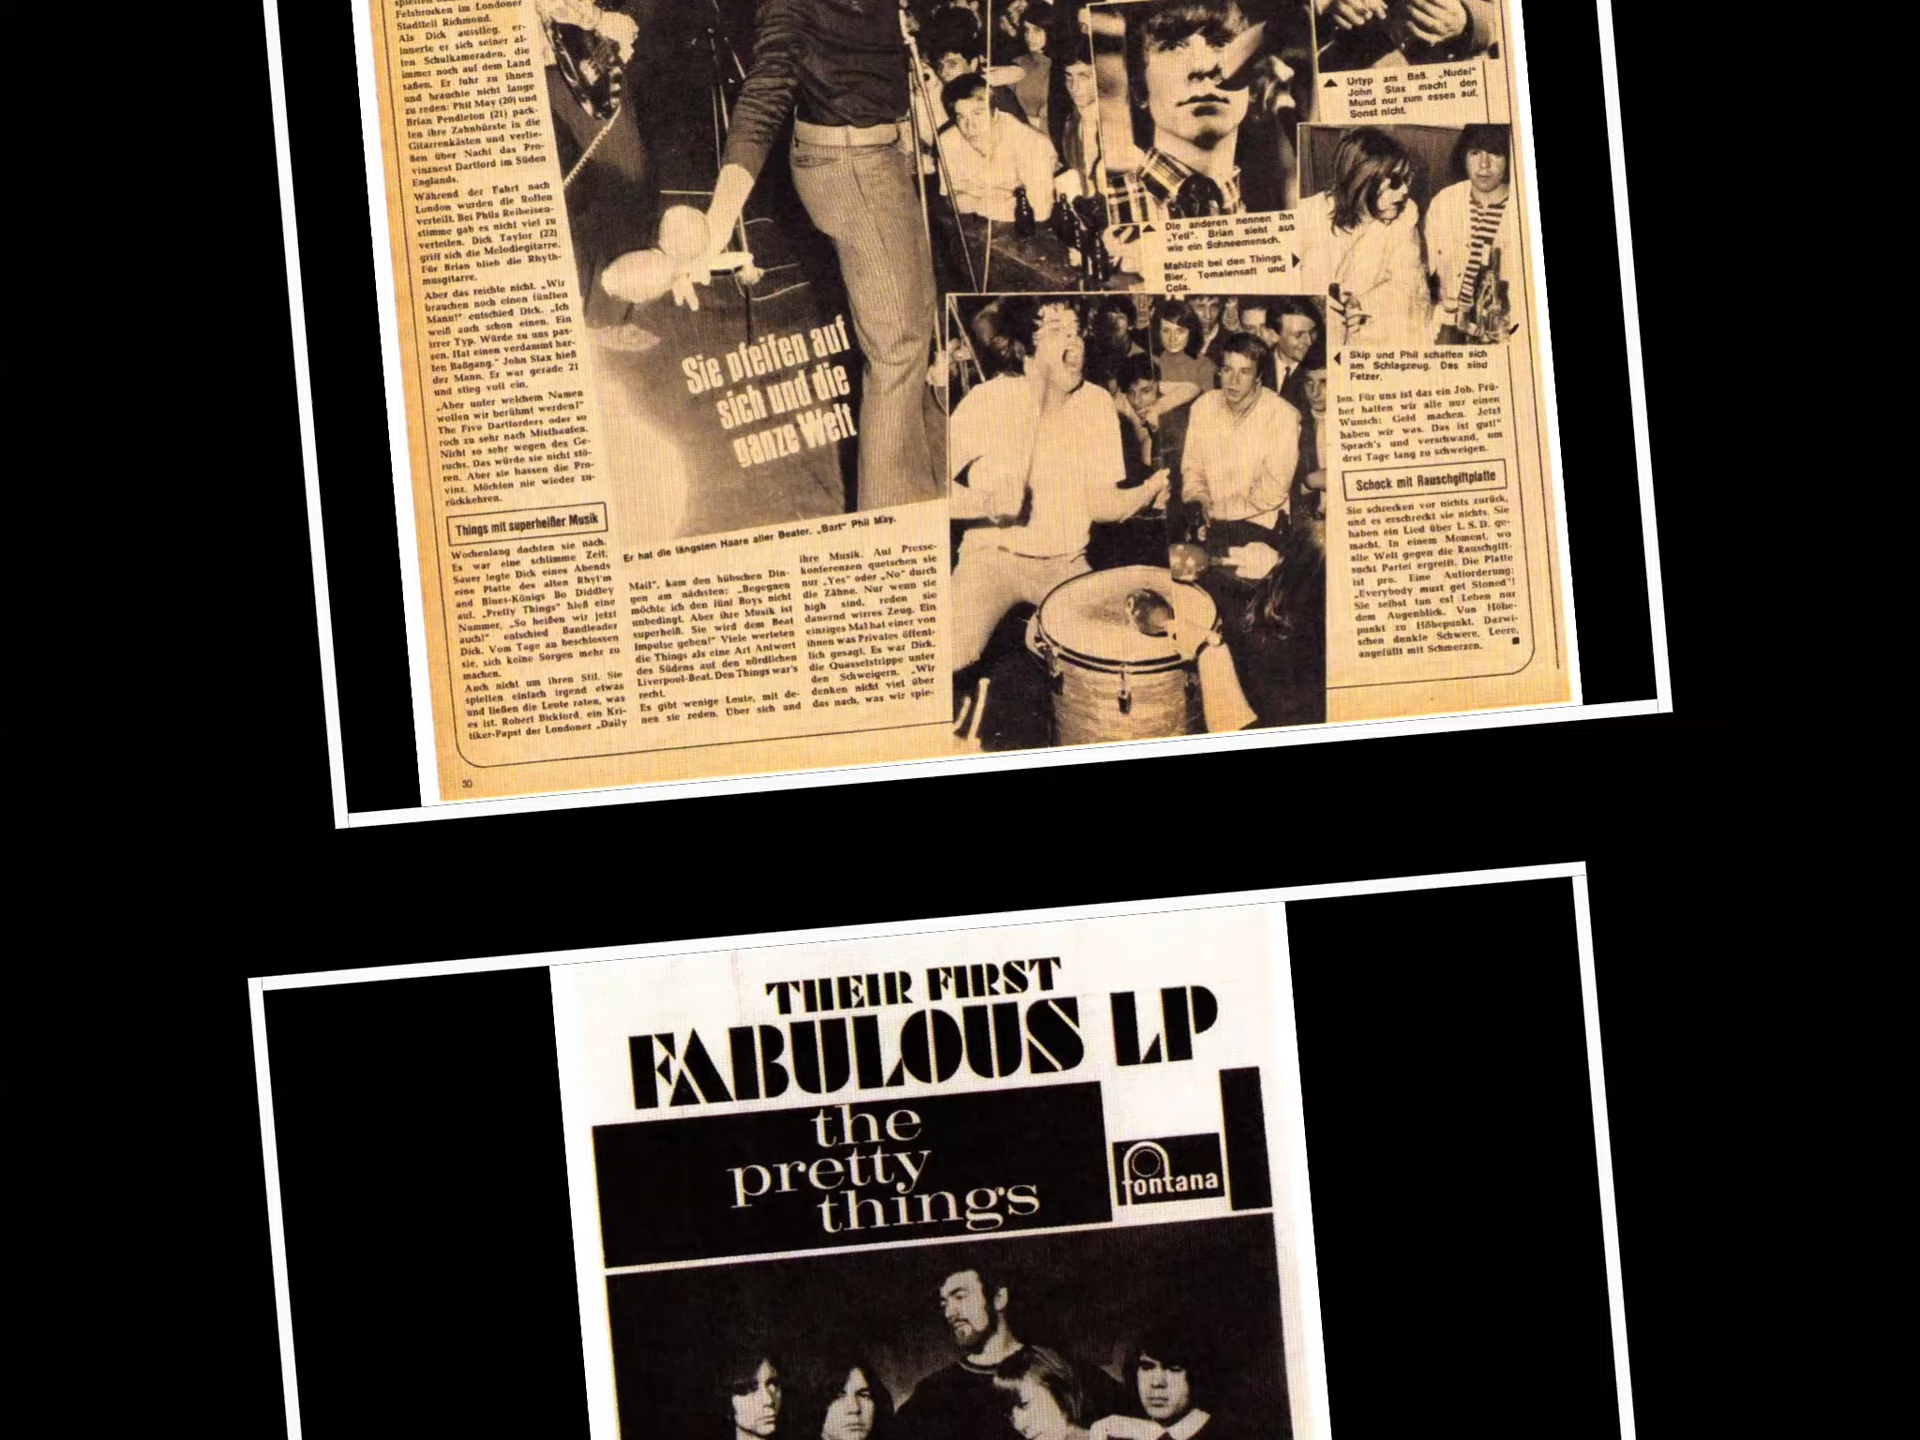 Felsbrocken im Londoner
Stadtteil Richmond.
Als Dick ausstieg, er-
innerte er sich seiner al-
ten Schulkameraden, die
immer noch auf dem Land
saßen. Er fuhr zu ihnen
und brauchte nicht lange
zu reden: Phil May (20) und
Brian Pendleton (21) pack-
ten ihre Zahnbürste in die
Gitarrenkästen und verlie-
ßen über Nacht das Pro-
vinznest Dartford im Süden
Englands.
Während der Fahrt nach
London wurden die Rollen
verteilt. Bei Phils Reibeisen-
stimme gab es nicht viel zu
verteilen. Dick Taylor (22)
griff sich die Melodiegitarre.
Für Brian blieb die Rhyth-
musgitarre.
Aber das reichte nicht. „Wir
brauchen noch einen fünften
Mann!" entschied Dick. „Ich
weiß auch schon einen. Ein
irrer Typ. Würde zu uns pas-
sen. Hat einen verdammt har-
ten Baßgang." John Stax hieß
der Mann. Er war gerade 21
und stieg voll ein.
„Aber unter welchem Namen
wollen wir berühmt werden?"
The Five Dartforders oder so
roch zu sehr nach Misthaufen.
Nicht so sehr wegen des Ge-
ruchs. Das würde sie nicht stö-
ren. Aber sie hassen die Pro-
vinz. Möchten nie wieder zu-
rückkehren.
Things mit superheißer Musik
Wochenlang dachten sie nach.
Es war eine schlimme Zeit.
Sauer legte Dick eines Abends
eine Platte des alten Rhyt'm
and Blues-Königs Bo Diddley
auf. „Pretty Things" hieß eine
Nummer. „So heißen wir jetzt
auch!" entschied Bandleader
Dick. Vom Tage an beschlossen
sie, sich keine Sorgen mehr zu
machen.
Auch nicht um ihren Stil. Sie
spielten einfach irgend etwas
und ließen die Leute raten, was
es ist. Robert Bickford, ein Kri-
tiker-Papst der Londoner „Daily
Sie pfeifen auf
sich und die
ganze Welt
Er hat die längsten Haare aller Beater. „Bart" Phil May.
Mail", kam den hübschen Din-
gen am nächsten: „Begegnen
möchte ich den fünf Boys nicht
unbedingt. Aber ihre Musik ist
superheiß. Sie wird dem Beat
Impulse geben!" Viele werteten
die Things als eine Art Antwort
des Südens auf den nördlichen
Liverpool-Beat. Den Things war's
recht.
Es gibt wenige Leute, mit de-
nen sie reden. Über sich und
ihre Musik. Auf Presse-
konferenzen quetschen sie
nur „Yes" oder „No" durch
die Zähne. Nur wenn sie
high sind, reden sie
dauernd wirres Zeug. Ein
einziges Mal hat einer von
ihnen was Privates öffent-
lich gesagt. Es war Dick,
die Quasselstrippe unter
den Schweigern. „Wir
denken nicht viel über
das nach, was wir spie-
Urtyp am Baß. „Nudel"
John Stax macht den
Mund nur zum essen auf.
Sonst nicht.
Die anderen nennen ihn
„Yeti". Brian sieht aus
wie ein Schneemensch.
Mahlzeit bei den Things.
Bier, Tomatensaft und
Cola.
Skip und Phil schaffen sich
am Schlagzeug. Das sind
Fetzer.
len. Für uns ist das ein Job. Frü-
her hatten wir alle nur einen
Wunsch: Geld machen. Jetzt
haben wir was. Das ist gut!"
Sprach's und verschwand, um
drei Tage lang zu schweigen.
Schock mit Rauschgiftplatte
Sie schrecken vor nichts zurück,
und es erschreckt sie nichts. Sie
haben ein Lied über L.S.D. ge-
macht. In einem Moment, wo
alle Welt gegen die Rauschgift-
sucht Partei ergreift. Die Platte
ist pro. Eine Aufforderung:
„Everybody must get Stoned"!
Sie selbst tun es! Leben nur
dem Augenblick. Von Höhe-
punkt zu Höhepunkt. Dazwi-
schen dunkle Schwere, Leere,
angefüllt mit Schmerzen.
30
THEIR FIRST
FABULOUS LP
the
pretty
things
fontana